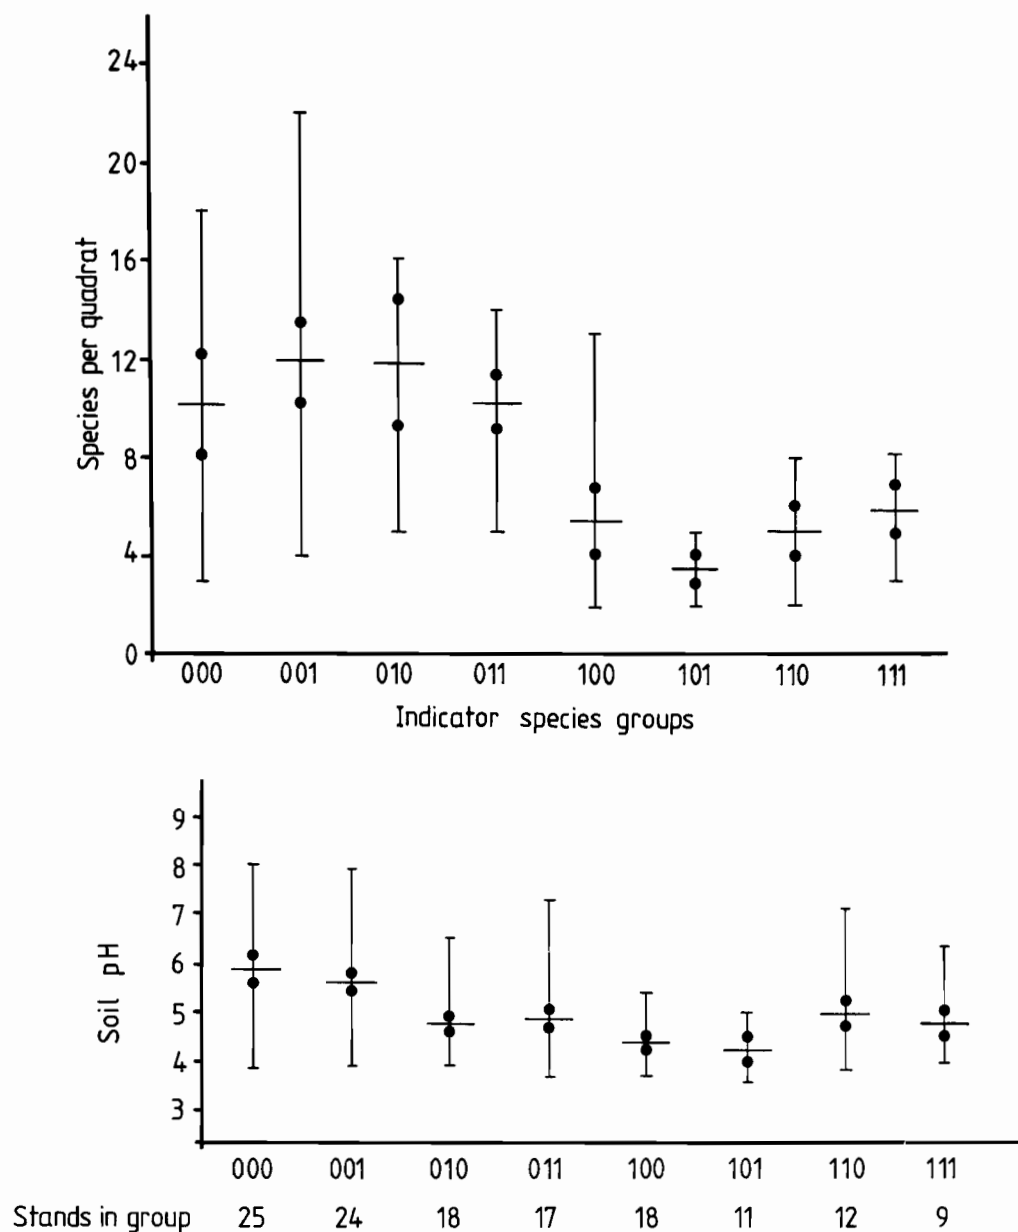 24
20
16
12
8
4
0
Species per quadrat
000 001 010 011 100 101 110 111
Indicator species groups
9
8
7
6
5
4
3
Soil pH
000 001 010 011 100 101 110 111
Stands in group 25 24 18 17 18 11 12 9